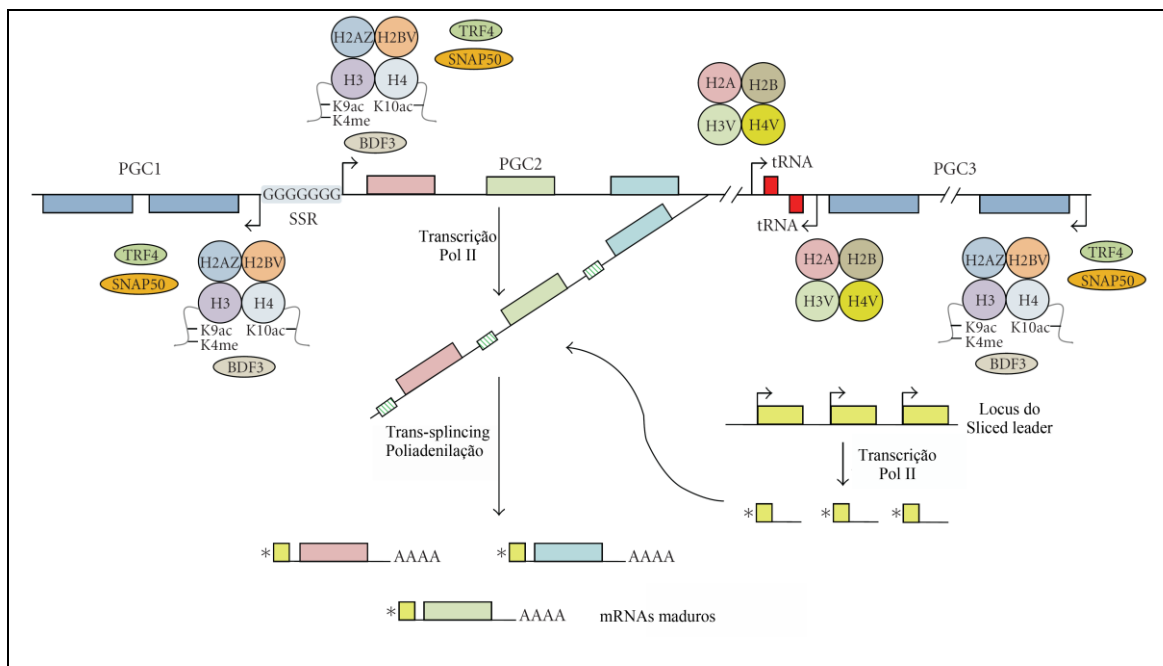 H2AZ H2BV
H3 H4
K9ac K10ac
K4me
BDF3
TRF4
SNAP50
H2A H2B
H3V H4V
PGC1
GGGGGGG
SSR
PGC2
tRNA
tRNA
PGC3
TRF4
SNAP50
H2AZ H2BV
H3 H4
K9ac K10ac
K4me
BDF3
Transcrição
Pol II
H2A H2B
H3V H4V
H2AZ H2BV
H3 H4
K9ac K10ac
K4me
BDF3
TRF4
SNAP50
Trans-splincing
Poliadenilação
Locus do
Sliced leader
Transcrição
Pol II
* * *
* AAAA
* AAAA
* AAAA
mRNAs maduros